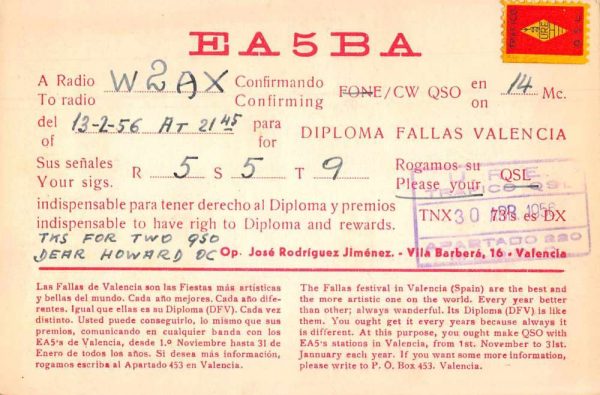 EA5BA
A Radio W2AX Confirmando FONE/CW QSO en 14 Mc.
To radio Confirming on
del 13-2-56 AT 21 45 para DIPLOMA FALLAS VALENCIA
of for
Sus señales R 5 S 5 T 9 Rogamos su QSL
Your sigs. Please your
indispensable para tener derecho al Diploma y premios
indispensable to have righ to Diploma and rewards.
TNX 73's es DX
U. R. E.
TRAFICO QSL
30 ABR 1956
APARTADO 220
URE
TKS FOR TWO QSO
DEAR HOWARD OC
Op. José Rodríguez Jiménez. - Vila Barberá, 16 - Valencia
Las Fallas de Valencia son las Fiestas más artísticas
y bellas del mundo. Cada año mejores. Cada año dife-
rentes. Igual que ellas es su Diploma (DFV). Cada vez
distinto. Usted puede conseguirlo, lo mismo que sus
premios, comunicando en cualquier banda con los
EA5's de Valencia, desde 1.º Noviembre hasta 31 de
Enero de todos los años. Si desea más información,
rogamos escriba al Apartado 453 en Valencia.
The Fallas festival in Valencia (Spain) are the best and
the more artistic one on the world. Every year better
than other; always wanderful. Its Diploma (DFV) is like
them. You ought get it every years because always it
is different. At this purpose, you ought make QSO with
EA5's stations in Valencia, from 1st. November to 31st.
Jannuary each year. If you want some more information,
please write to P. O. Box 453. Valencia.